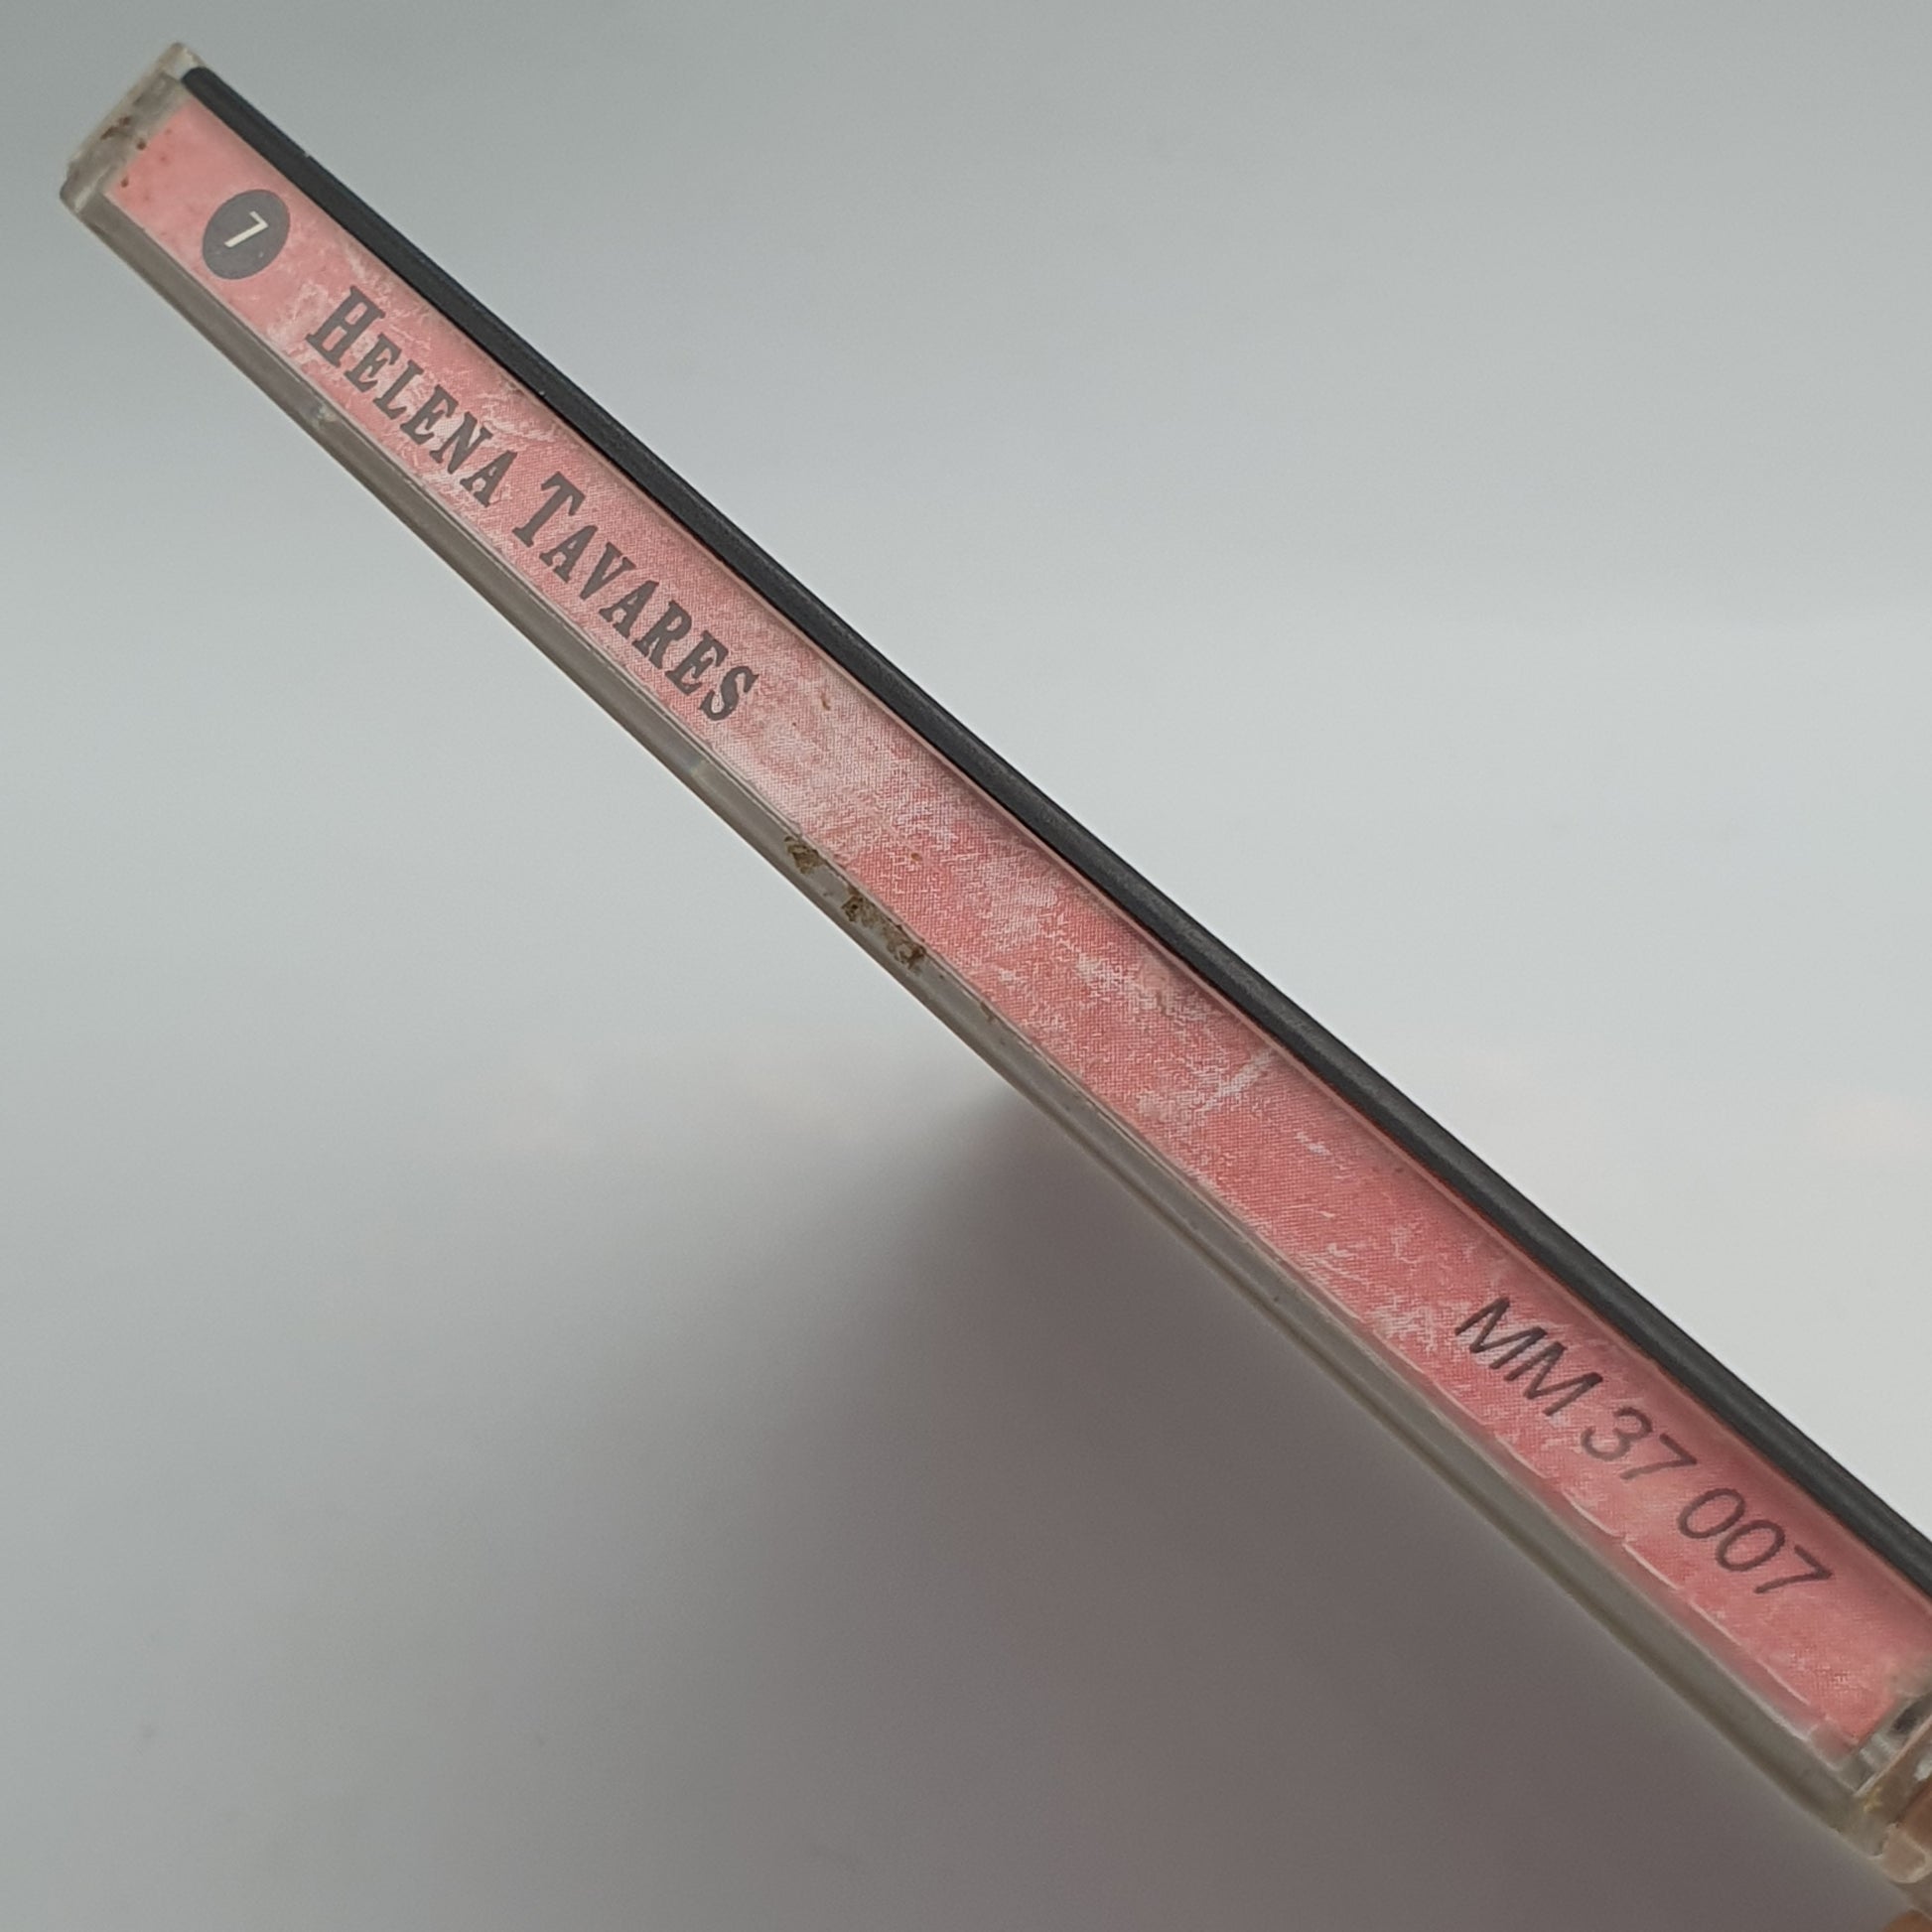 7 HELENA TAVARES MM 37 007